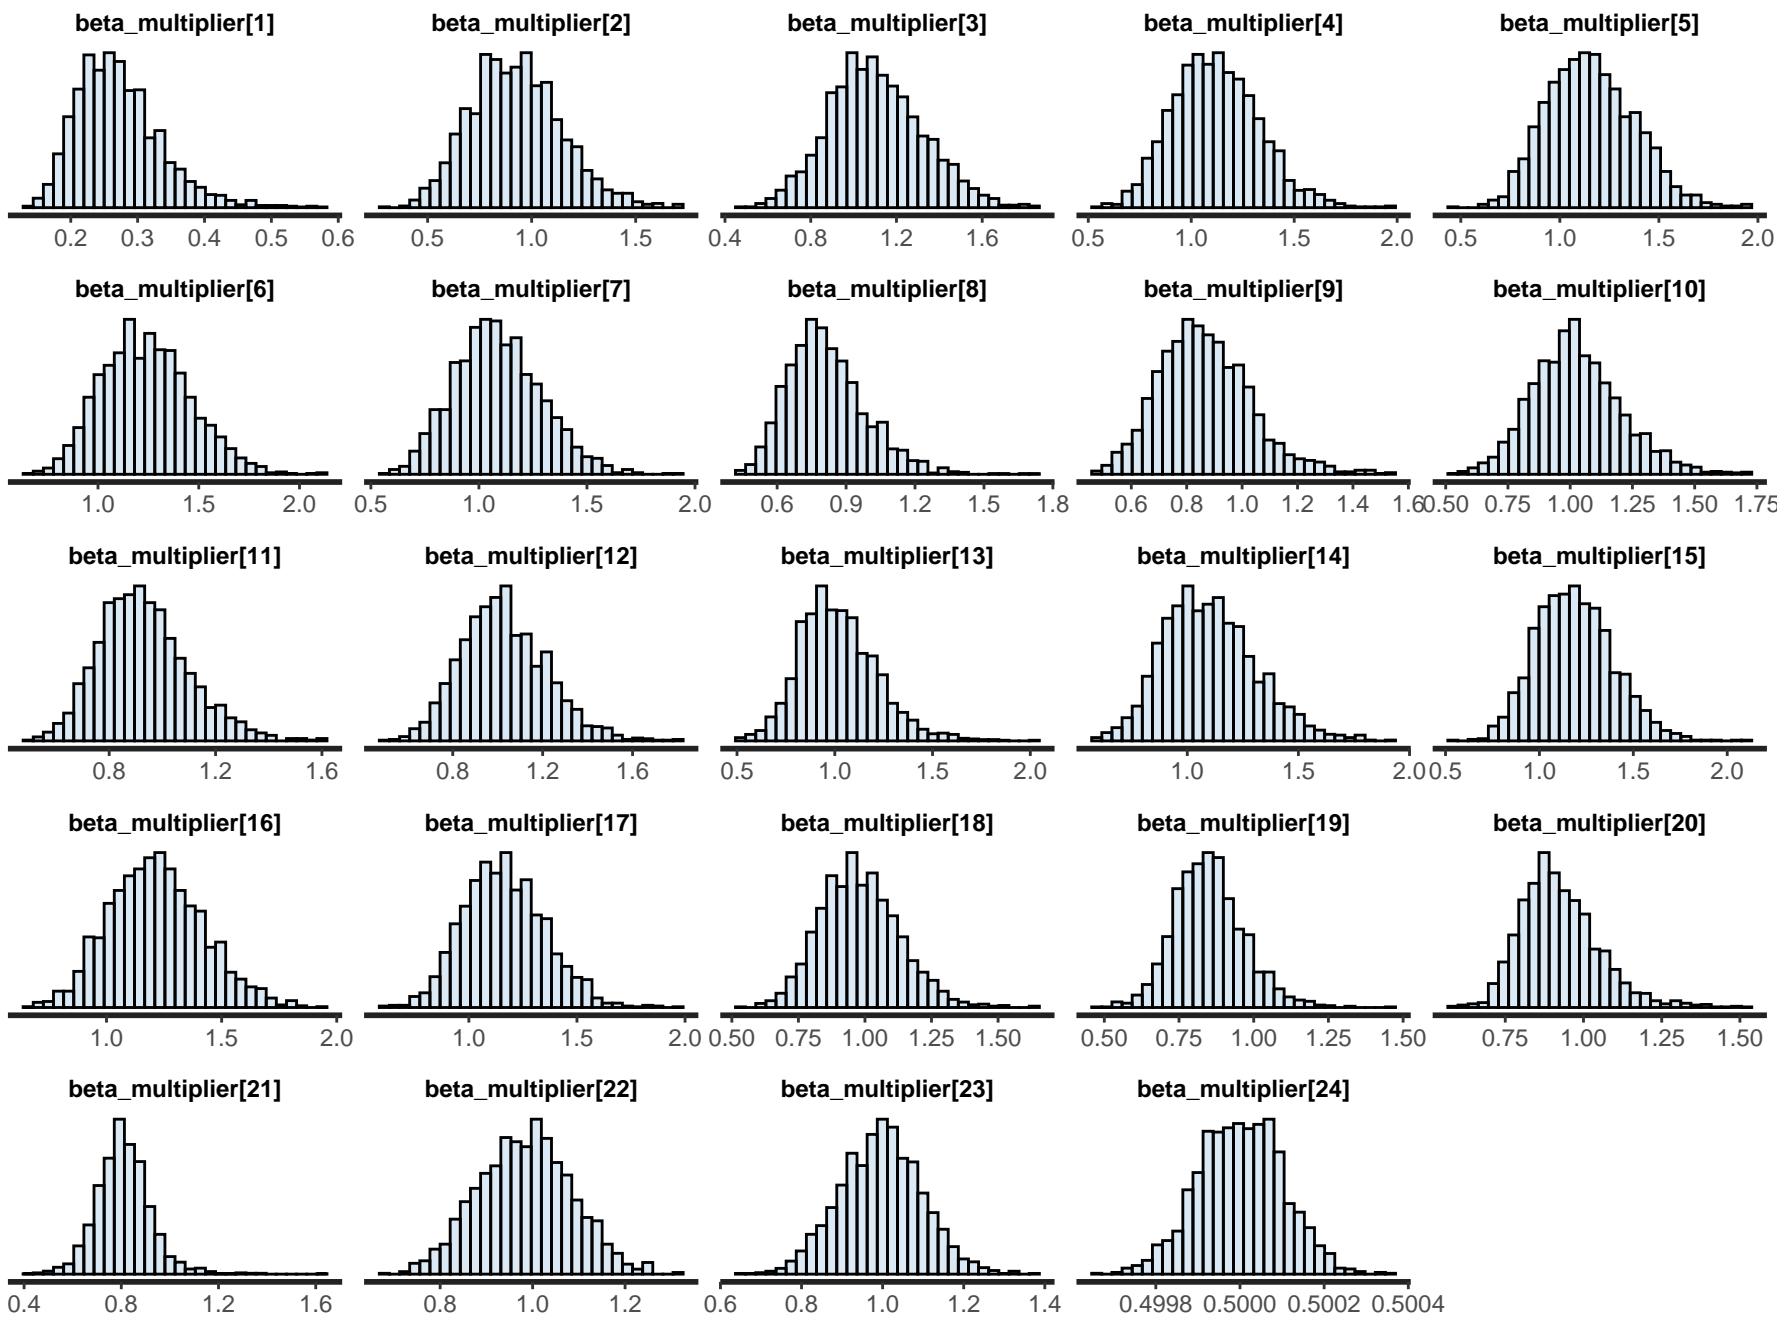 beta_multiplier[1] beta_multiplier[2] beta_multiplier[3] beta_multiplier[4] beta_multiplier[5]
0.2 0.3 0.4 0.5 0.6 0.5 1.0 1.5 0.4 0.8 1.2 1.6 0.5 1.0 1.5 2.0 0.5 1.0 1.5 2.0
beta_multiplier[6] beta_multiplier[7] beta_multiplier[8] beta_multiplier[9] beta_multiplier[10]
1.0 1.5 2.0 0.5 1.0 1.5 2.0 0.6 0.9 1.2 1.5 1.8 0.6 0.8 1.0 1.2 1.4 1.6 0.50 0.75 1.00 1.25 1.50 1.75
beta_multiplier[11] beta_multiplier[12] beta_multiplier[13] beta_multiplier[14] beta_multiplier[15]
0.8 1.2 1.6 0.8 1.2 1.6 0.5 1.0 1.5 2.0 1.0 1.5 2.0 0.5 1.0 1.5 2.0
beta_multiplier[16] beta_multiplier[17] beta_multiplier[18] beta_multiplier[19] beta_multiplier[20]
1.0 1.5 2.0 1.0 1.5 2.0 0.50 0.75 1.00 1.25 1.50 0.50 0.75 1.00 1.25 1.50 0.75 1.00 1.25 1.50
beta_multiplier[21] beta_multiplier[22] beta_multiplier[23] beta_multiplier[24]
0.4 0.8 1.2 1.6 0.8 1.0 1.2 0.6 0.8 1.0 1.2 1.4 0.4998 0.5000 0.5002 0.5004